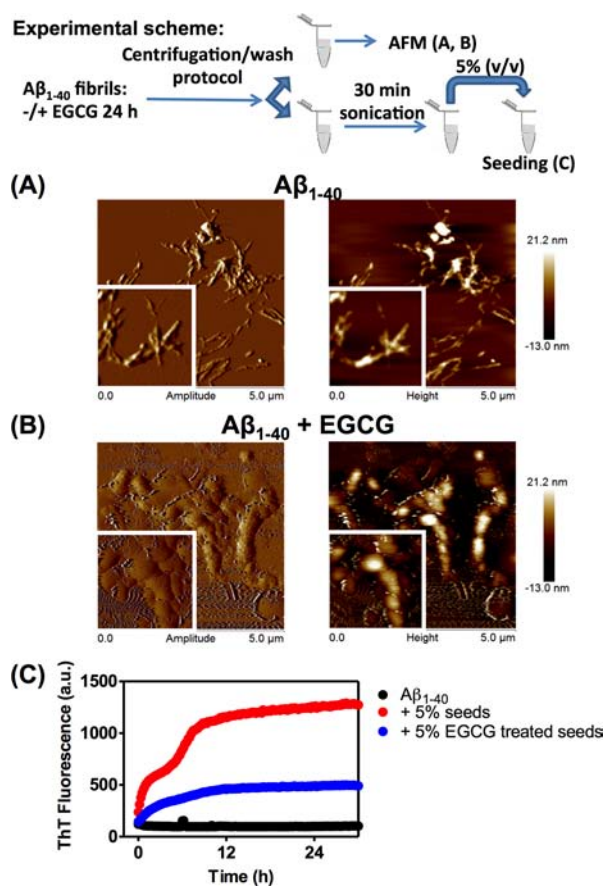 Experimental scheme:
Centrifugation/wash
protocol
AFM (A, B)
5% (v/v)
Aβ1-40 fibrils:
-/+ EGCG 24 h
30 min
sonication
Seeding (C)
(A)
Aβ1-40
21.2 nm
-13.0 nm
0.0 Amplitude 5.0 µm
0.0 Height 5.0 µm
(B)
Aβ1-40 + EGCG
21.2 nm
-13.0 nm
0.0 Amplitude 5.0 µm
0.0 Height 5.0 µm
(C)
ThT Fluorescence (a.u.)
1500
1000
500
0
0 12 24
Time (h)
Aβ1-40
+ 5% seeds
+ 5% EGCG treated seeds